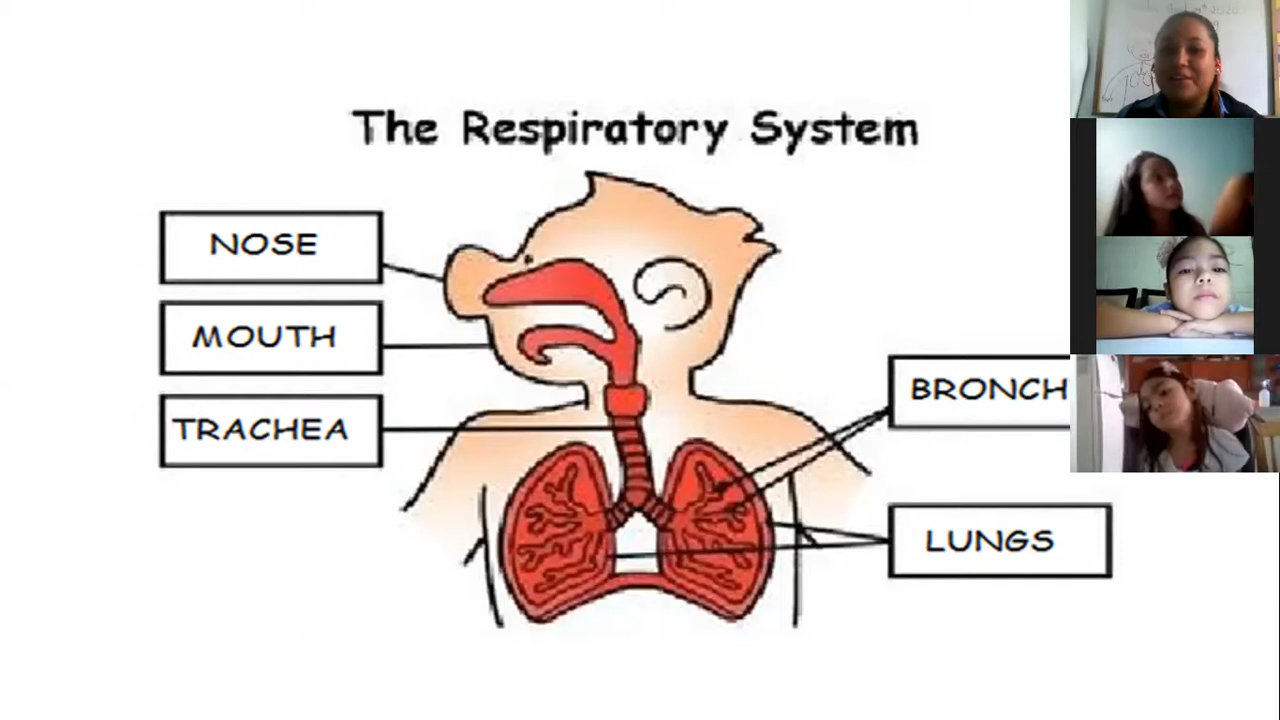 The Respiratory System
NOSE
MOUTH
TRACHEA
BRONCH
LUNGS